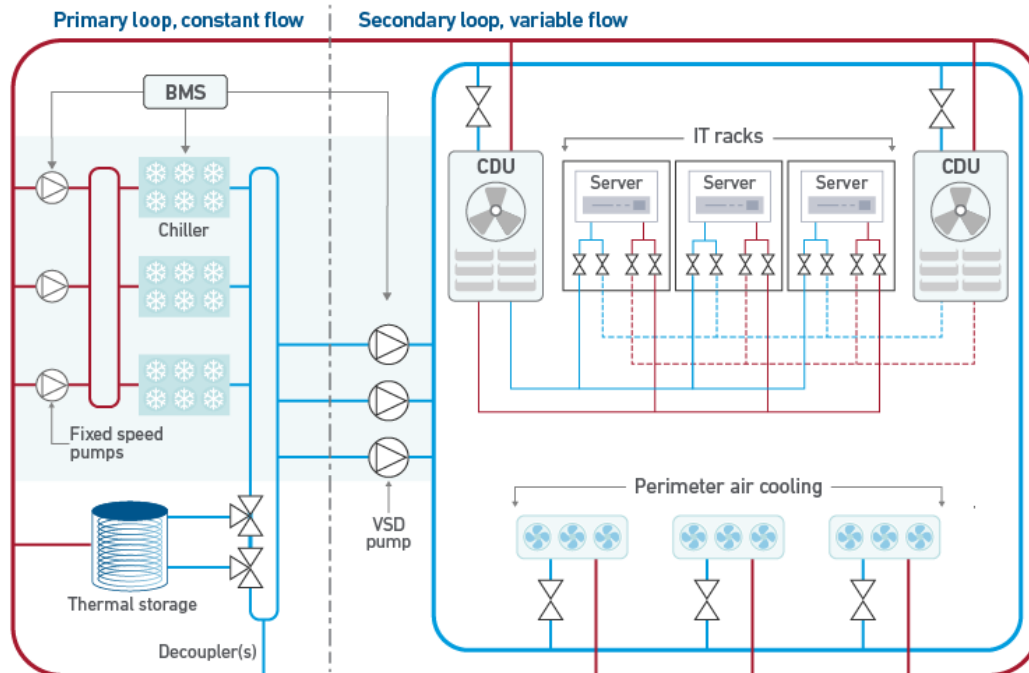 Primary loop, constant flow
Secondary loop, variable flow
BMS
IT racks
CDU
Server
Server
Server
CDU
Chiller
Fixed speed
pumps
VSD
pump
Perimeter air cooling
Thermal storage
Decoupler(s)